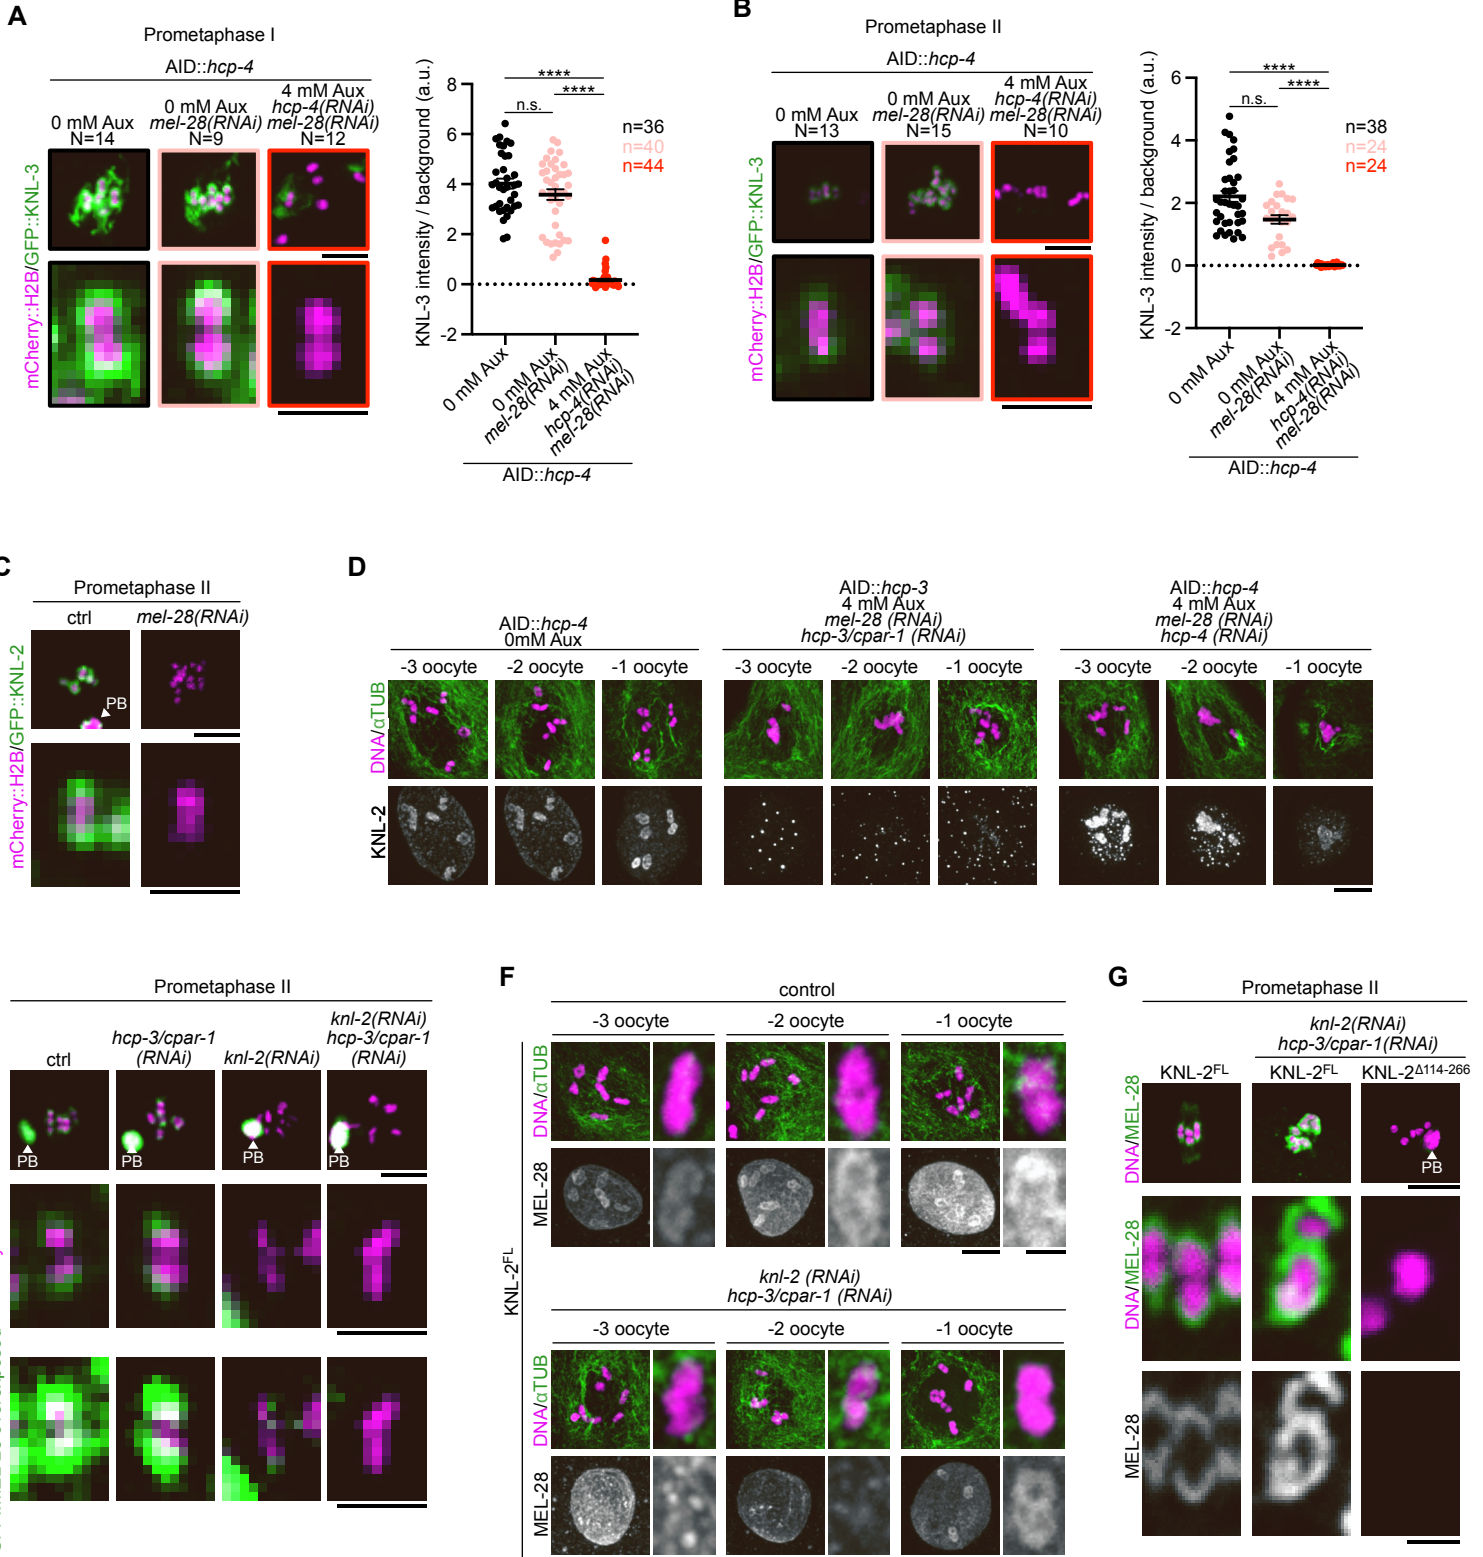 A
Prometaphase I
AID::hcp-4
0 mM Aux
N=14
0 mM Aux
mel-28(RNAi)
N=9
4 mM Aux
hcp-4(RNAi)
mel-28(RNAi)
N=12
mCherry::H2B/GFP::KNL-3
KNL-3 intensity / background (a.u.)
8
6
4
2
0
-2
****
****
n.s.
n=36
n=40
n=44
0 mM Aux
0 mM Aux
mel-28(RNAi)
4 mM Aux
hcp-4(RNAi)
mel-28(RNAi)
AID::hcp-4
B
Prometaphase II
AID::hcp-4
0 mM Aux
N=13
0 mM Aux
mel-28(RNAi)
N=15
4 mM Aux
hcp-4(RNAi)
mel-28(RNAi)
N=10
mCherry::H2B/GFP::KNL-3
KNL-3 intensity / background (a.u.)
6
4
2
0
-2
****
****
n.s.
n=38
n=24
n=24
0 mM Aux
0 mM Aux
mel-28(RNAi)
4 mM Aux
hcp-4(RNAi)
mel-28(RNAi)
AID::hcp-4
C
Prometaphase II
ctrl
mel-28(RNAi)
PB
mCherry::H2B/GFP::KNL-2
D
AID::hcp-4
0mM Aux
-3 oocyte
-2 oocyte
-1 oocyte
AID::hcp-3
4 mM Aux
mel-28 (RNAi)
hcp-3/cpar-1 (RNAi)
-3 oocyte
-2 oocyte
-1 oocyte
AID::hcp-4
4 mM Aux
mel-28 (RNAi)
hcp-4 (RNAi)
-3 oocyte
-2 oocyte
-1 oocyte
DNA/αTUB
KNL-2
Prometaphase II
ctrl
hcp-3/cpar-1
(RNAi)
knl-2(RNAi)
knl-2(RNAi)
hcp-3/cpar-1
(RNAi)
PB
PB
PB
PB
F
control
-3 oocyte
-2 oocyte
-1 oocyte
DNA/αTUB
MEL-28
KNL-2FL
knl-2 (RNAi)
hcp-3/cpar-1 (RNAi)
-3 oocyte
-2 oocyte
-1 oocyte
DNA/αTUB
MEL-28
G
Prometaphase II
knl-2(RNAi)
hcp-3/cpar-1(RNAi)
KNL-2FL
KNL-2FL
KNL-2Δ114-266
PB
DNA/MEL-28
DNA/MEL-28
MEL-28